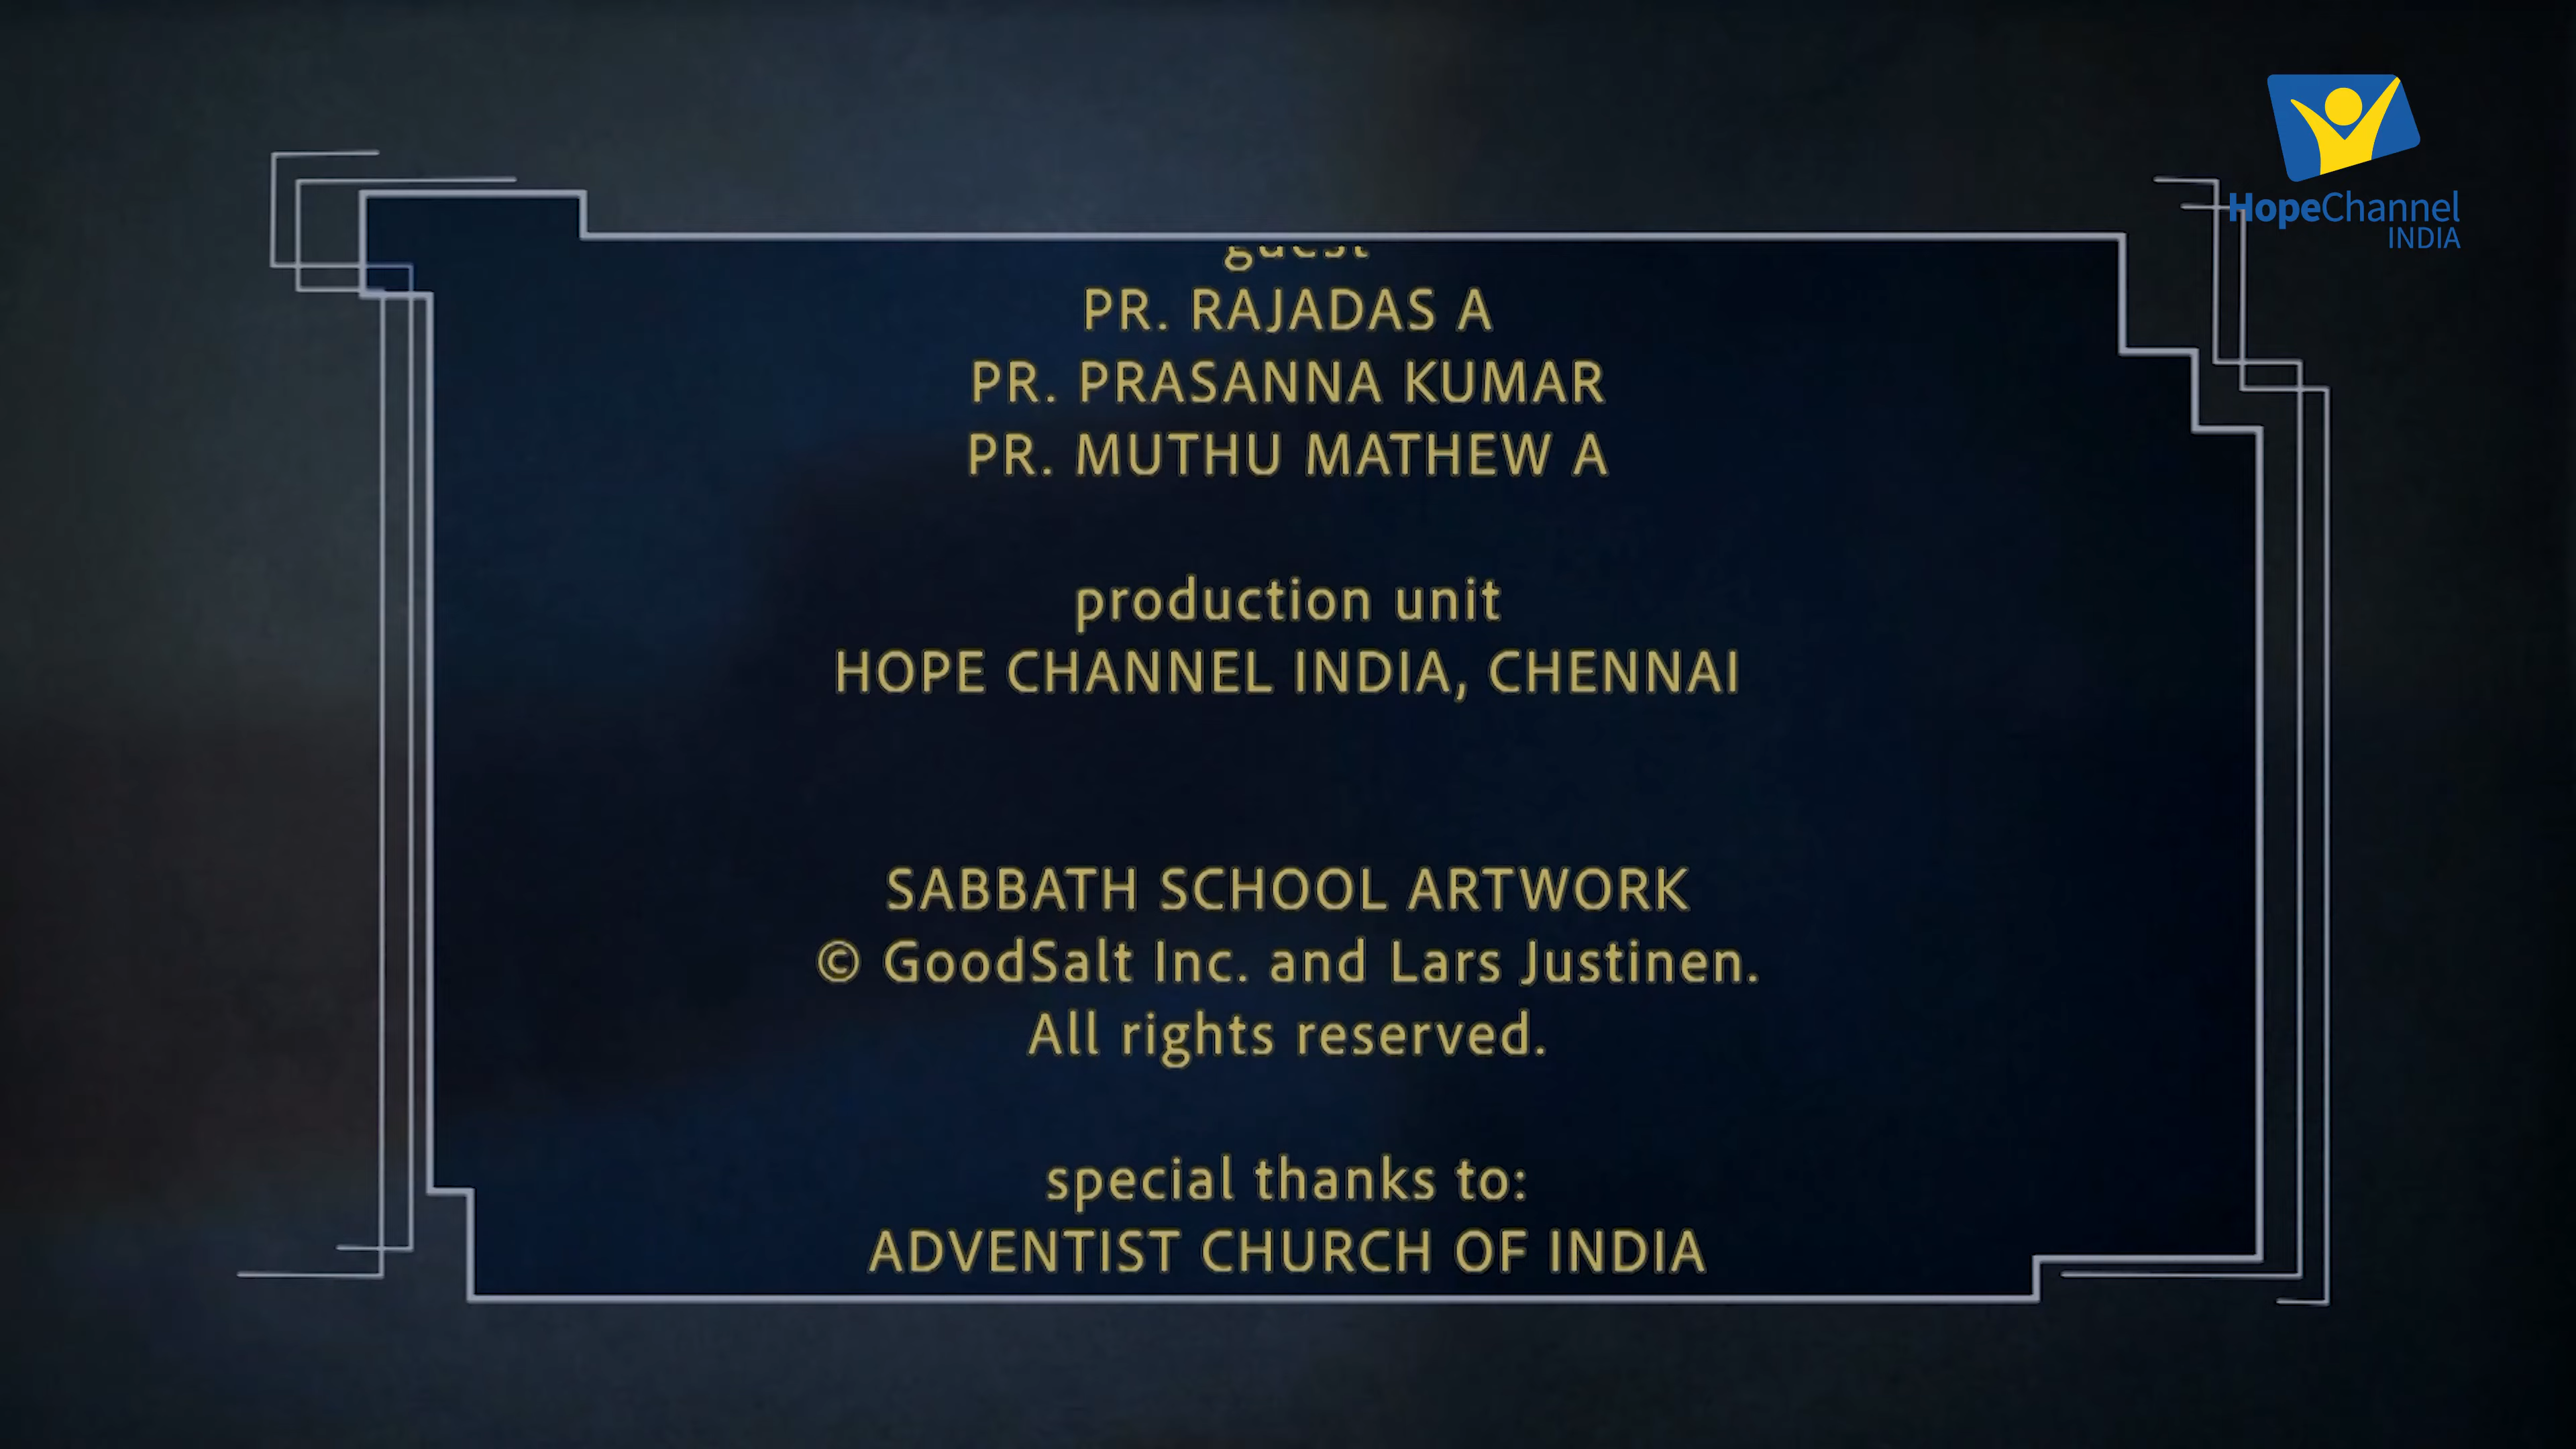 HopeChannel
INDIA
guest
PR. RAJADAS A
PR. PRASANNA KUMAR
PR. MUTHU MATHEW A
production unit
HOPE CHANNEL INDIA, CHENNAI
SABBATH SCHOOL ARTWORK
© GoodSalt Inc. and Lars Justinen.
All rights reserved.
special thanks to:
ADVENTIST CHURCH OF INDIA